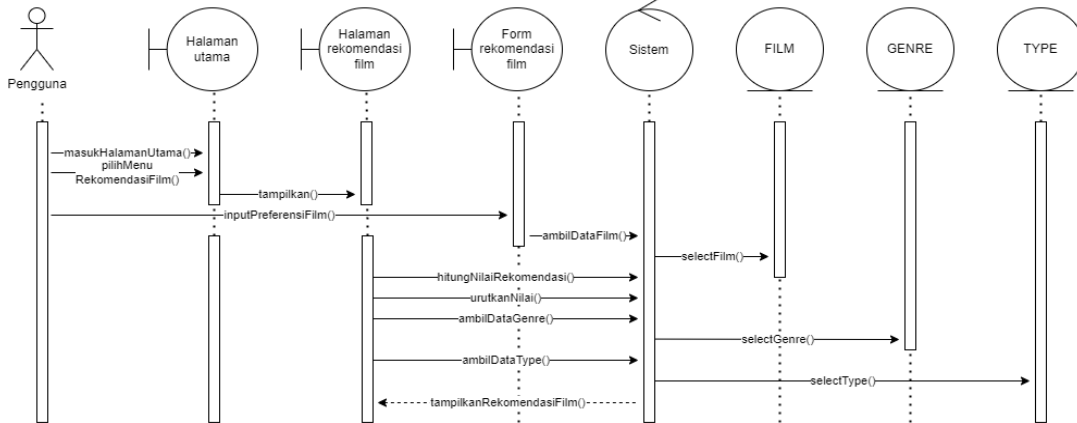 Pengguna
Halaman
utama
Halaman
rekomendasi
film
Form
rekomendasi
film
Sistem
FILM
GENRE
TYPE
masukHalamanUtama()
pilihMenu
RekomendasiFilm()
tampilkan()
inputPreferensiFilm()
ambilDataFilm()
selectFilm()
hitungNilaiRekomendasi()
urutkanNilai()
ambilDataGenre()
selectGenre()
ambilDataType()
selectType()
tampilkanRekomendasiFilm()